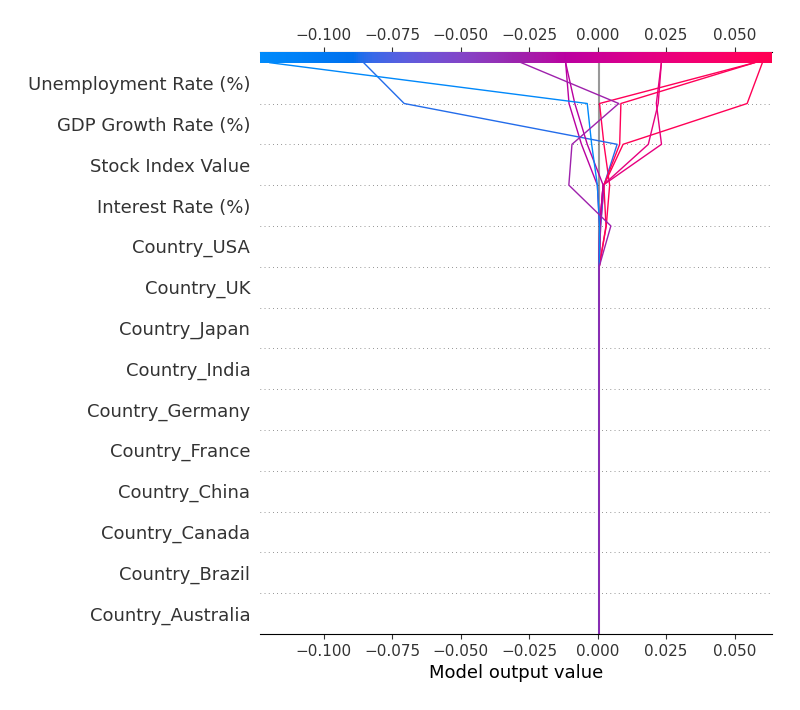 −0.100 −0.075 −0.050 −0.025 0.000 0.025 0.050
Unemployment Rate (%)
GDP Growth Rate (%)
Stock Index Value
Interest Rate (%)
Country_USA
Country_UK
Country_Japan
Country_India
Country_Germany
Country_France
Country_China
Country_Canada
Country_Brazil
Country_Australia
−0.100 −0.075 −0.050 −0.025 0.000 0.025 0.050
Model output value